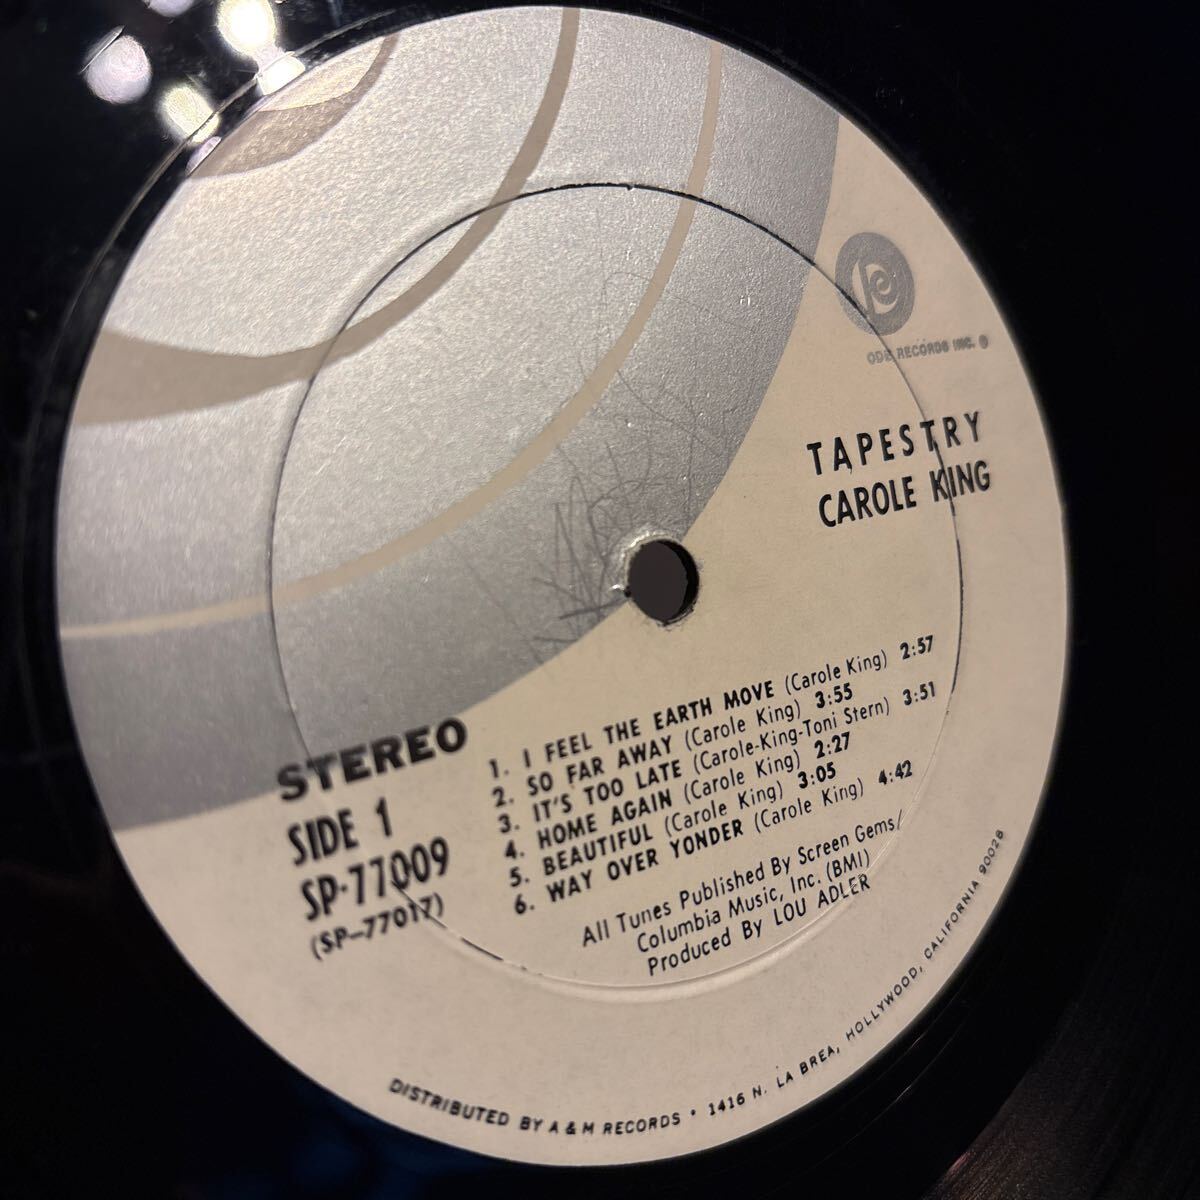 ODE RECORDS INC. ®
TAPESTRY
CAROLE KING
STEREO
SIDE 1
SP-77009
(SP-77017)
1. I FEEL THE EARTH MOVE (Carole King) 2:57
2. SO FAR AWAY (Carole King) 3:55
3. IT'S TOO LATE (Carole-King-Toni Stern) 3:51
4. HOME AGAIN (Carole King) 2:27
5. BEAUTIFUL (Carole King) 3:05
6. WAY OVER YONDER (Carole King) 4:42
All Tunes Published By Screen Gems/
Columbia Music, Inc. (BMI)
Produced By LOU ADLER
DISTRIBUTED BY A & M RECORDS • 1416 N. LA BREA, HOLLYWOOD, CALIFORNIA 90028